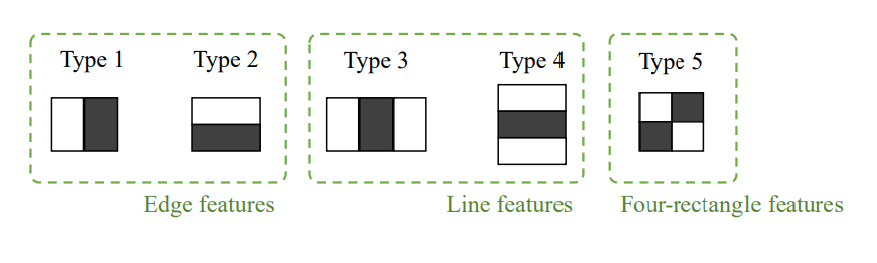 Type 1
Type 2
Type 3
Type 4
Type 5
Edge features
Line features
Four-rectangle features